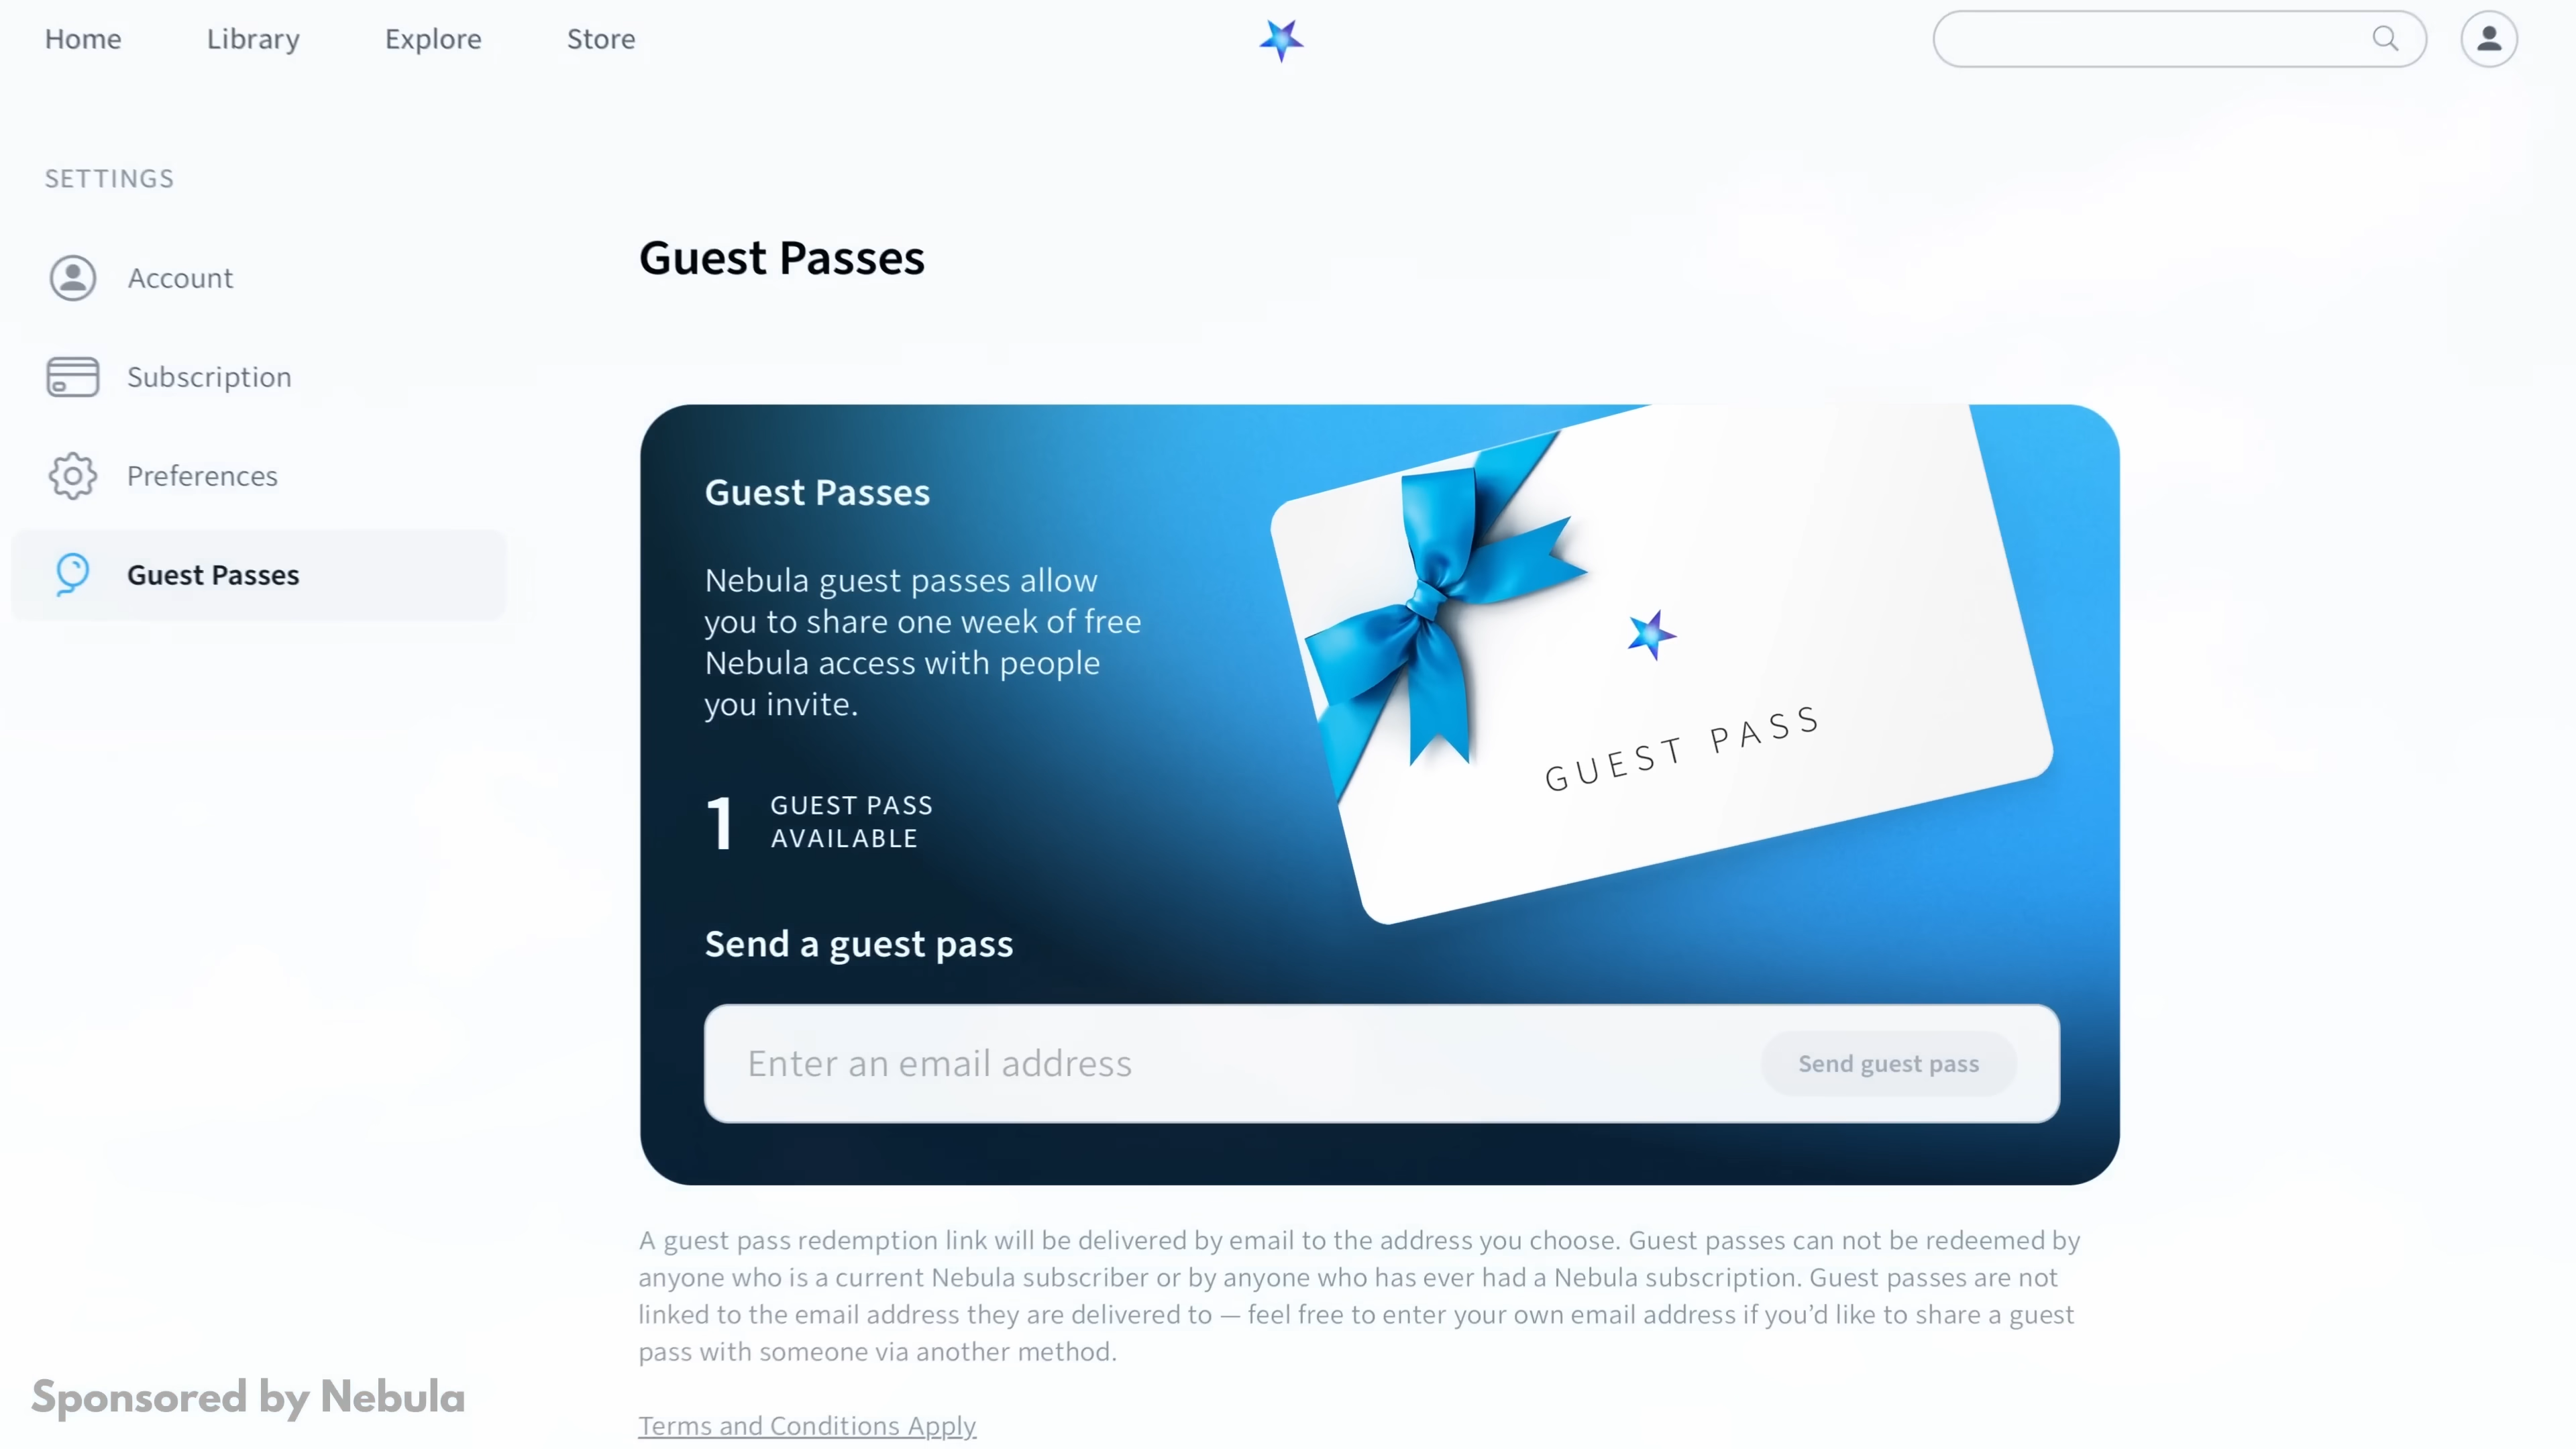 Home
Library
Explore
Store
SETTINGS
Account
Subscription
Preferences
Guest Passes
Guest Passes
Guest Passes
Nebula guest passes allow
you to share one week of free
Nebula access with people
you invite.
1
GUEST PASS
AVAILABLE
GUEST PASS
Send a guest pass
Enter an email address
Send guest pass
A guest pass redemption link will be delivered by email to the address you choose. Guest passes can not be redeemed by
anyone who is a current Nebula subscriber or by anyone who has ever had a Nebula subscription. Guest passes are not
linked to the email address they are delivered to — feel free to enter your own email address if you’d like to share a guest
pass with someone via another method.
Terms and Conditions Apply
Sponsored by Nebula